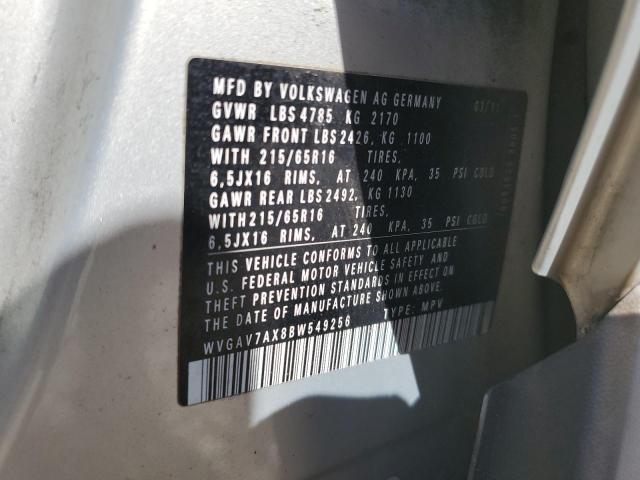 MFD BY VOLKSWAGEN AG GERMANY 03/11
GVWR LBS 4785 KG 2170
GAWR FRONT LBS 2426, KG 1100
WITH 215/65R16 TIRES,
6,5JX16 RIMS, AT 240 KPA, 35 PSI COLD
GAWR REAR LBS 2492, KG 1130
WITH215/65R16 TIRES,
6,5JX16 RIMS, AT 240 KPA, 35 PSI COLD
THIS VEHICLE CONFORMS TO ALL APPLICABLE
U.S. FEDERAL MOTOR VEHICLE SAFETY AND
THEFT PREVENTION STANDARDS IN EFFECT ON
THE DATE OF MANUFACTURE SHOWN ABOVE.
WVGAV7AX8BW549256 TYPE: MPV